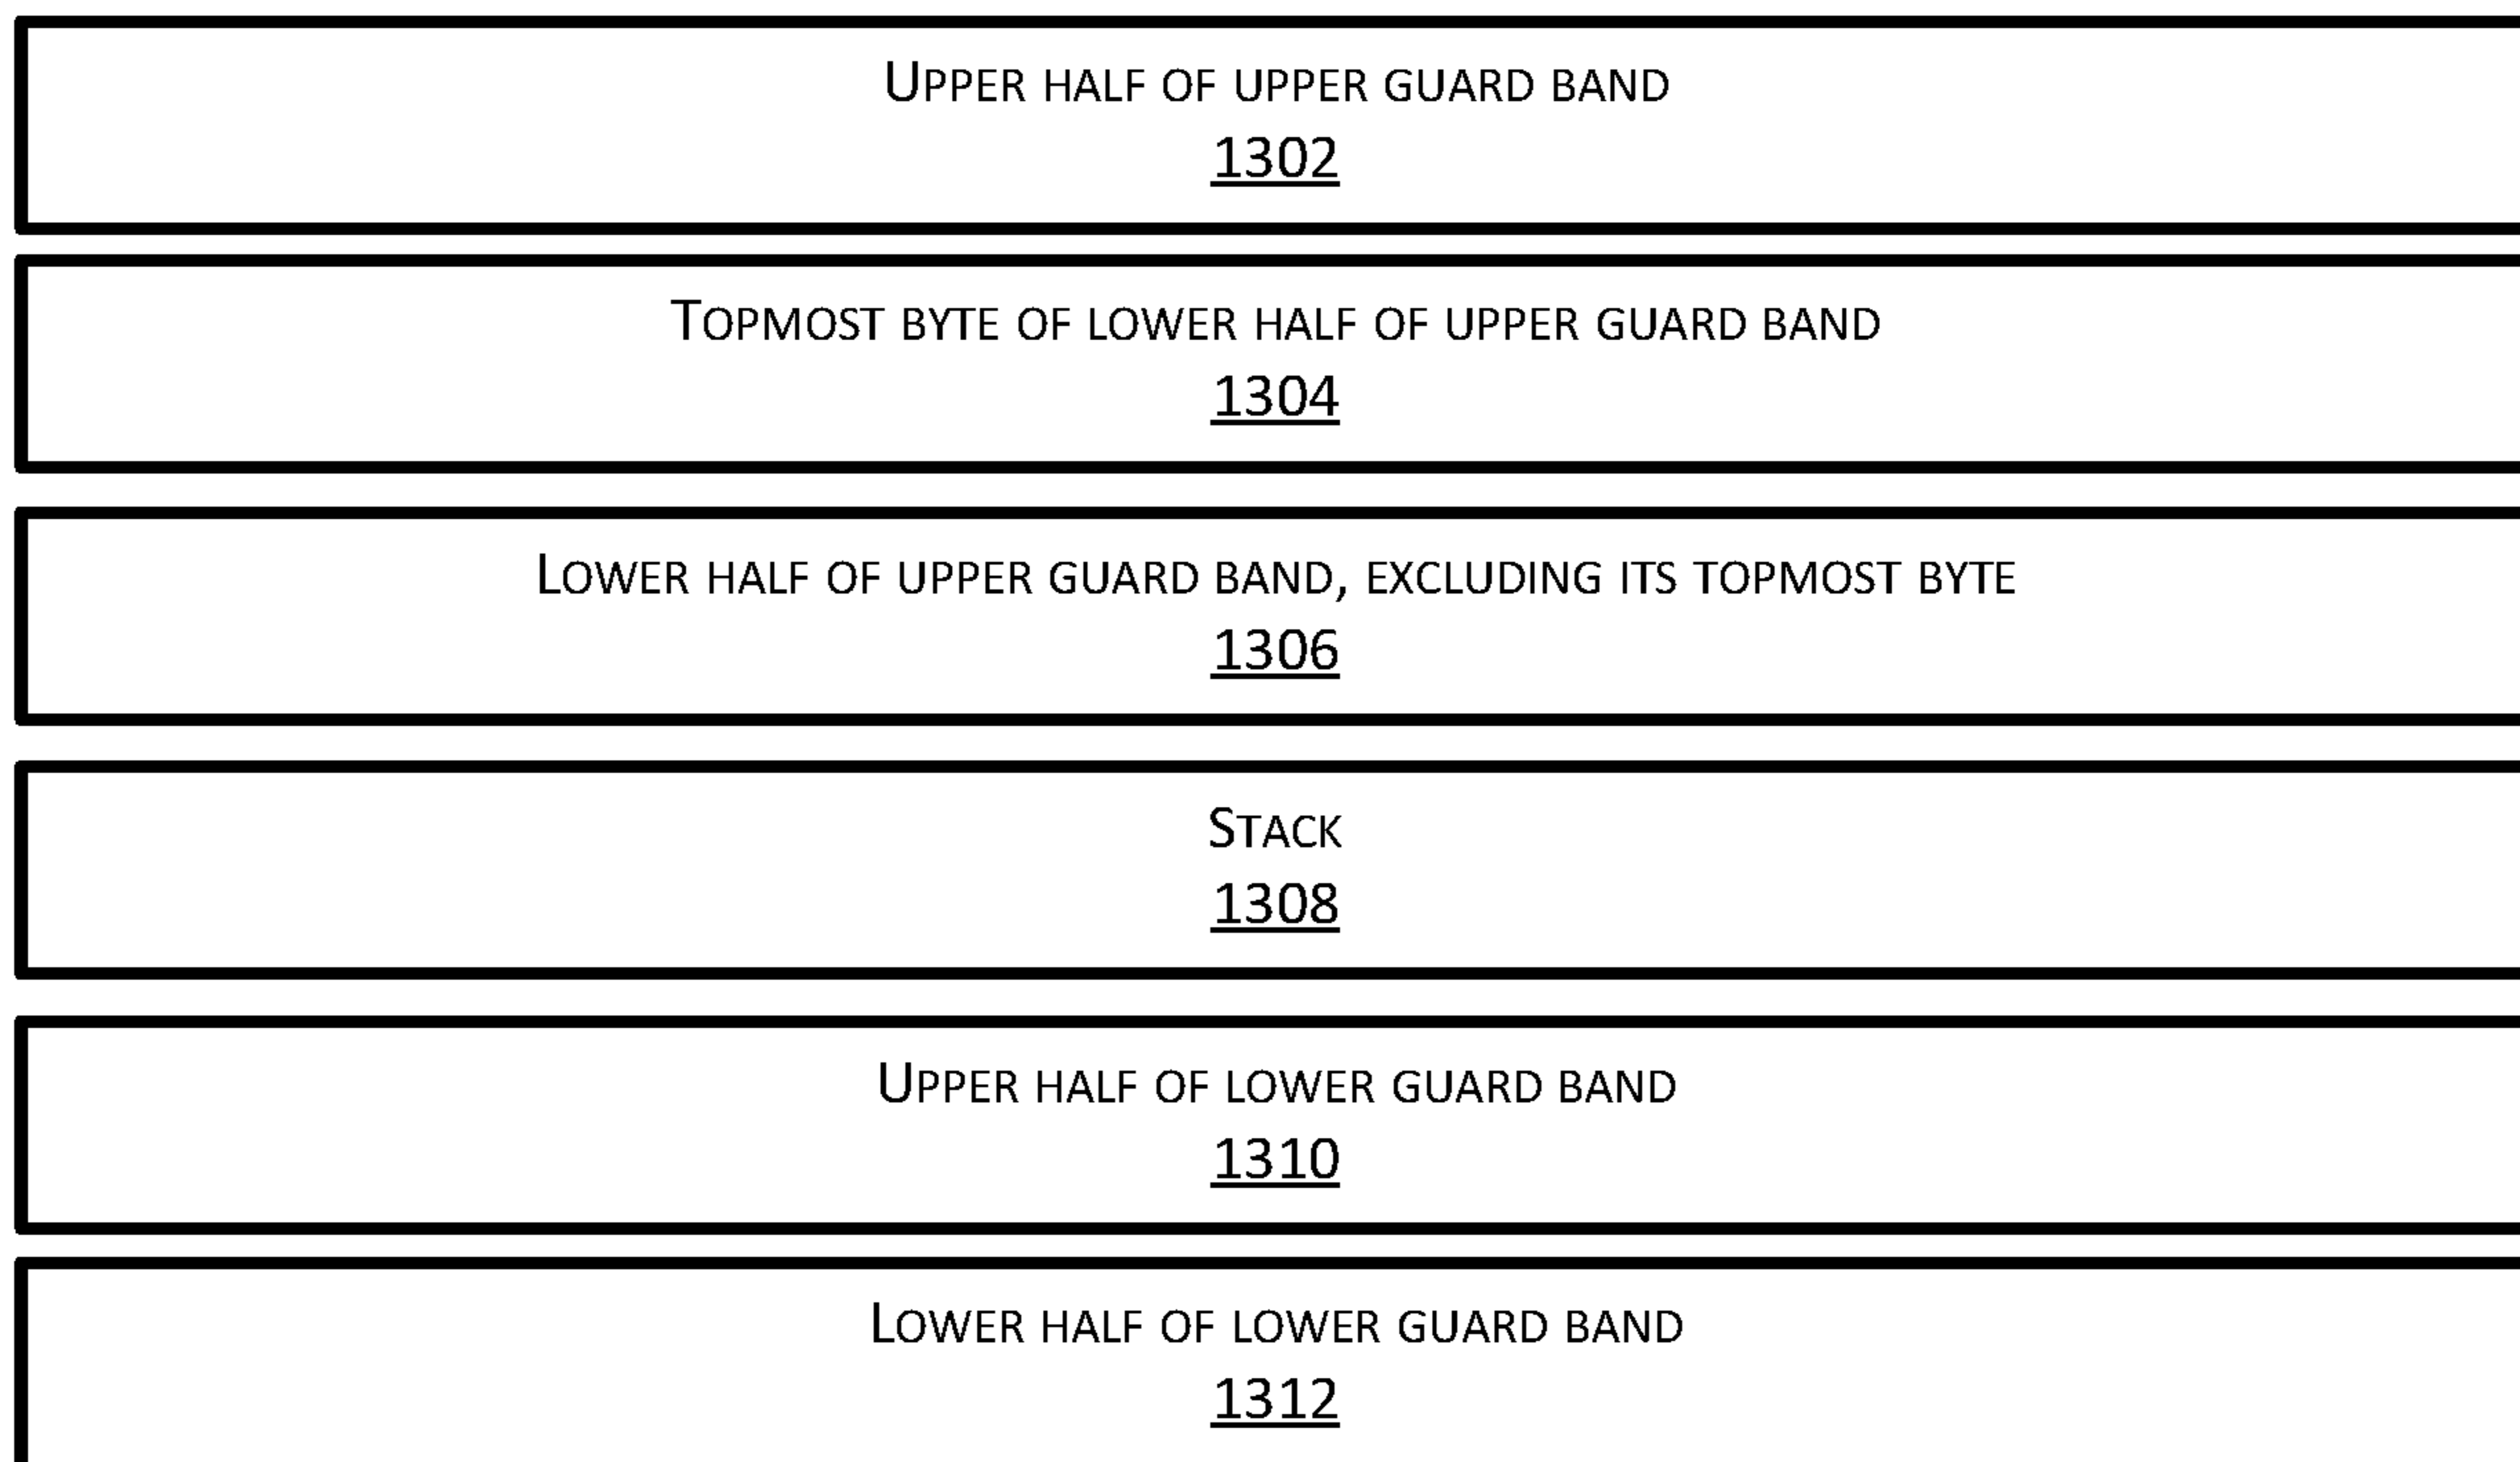 Upper half of upper guard band
1302
Topmost byte of lower half of upper guard band
1304
Lower half of upper guard band, excluding its topmost byte
1306
Stack
1308
Upper half of lower guard band
1310
Lower half of lower guard band
1312